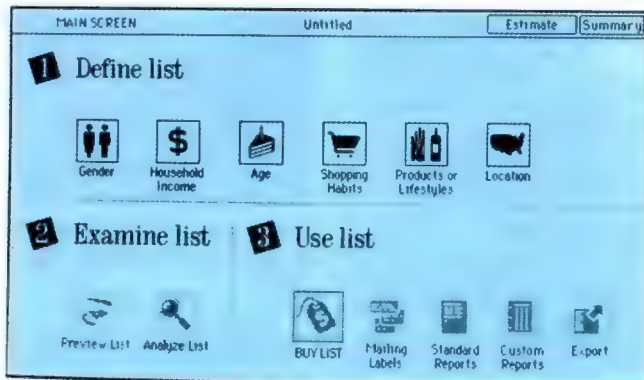 MAIN SCREEN Untitled Estimate Summary
1 Define list
Gender Household Income Age Shopping Habits Products or Lifestyles Location
2 Examine list 3 Use list
Preview List Analyze List BUY LIST Mailing Labels Standard Reports Custom Reports Export